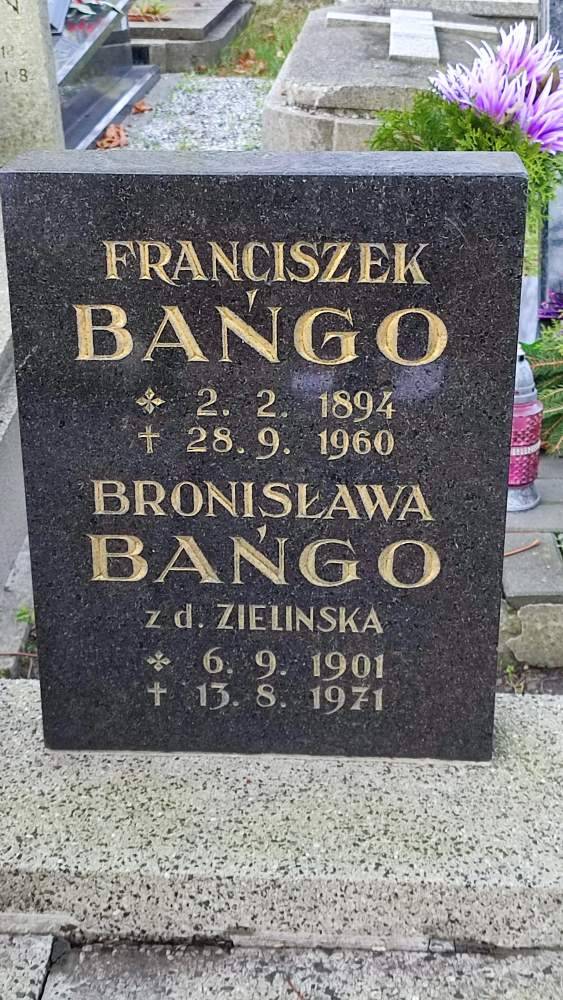 FRANCISZEK
BAŃGO
2. 2. 1894
† 28. 9. 1960
BRONISŁAWA
BAŃGO
z d. ZIELINSKA
6. 9. 1901
† 13. 8. 1971